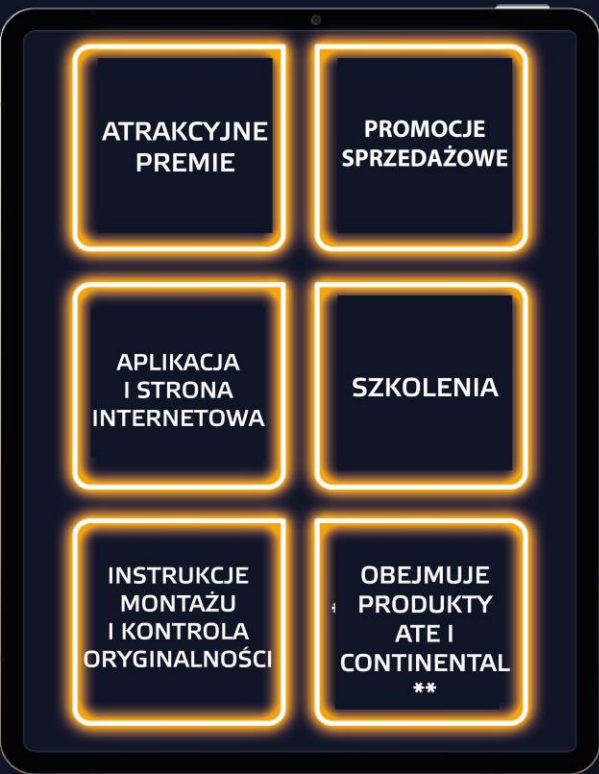 ATRAKCYJNE
PREMIE
PROMOCJE
SPRZEDAŻOWE
APLIKACJA
I STRONA
INTERNETOWA
SZKOLENIA
INSTRUKCJE
MONTAŻU
I KONTROLA
ORYGINALNOŚCI
OBEJMUJE
PRODUKTY
ATE I
CONTINENTAL
**